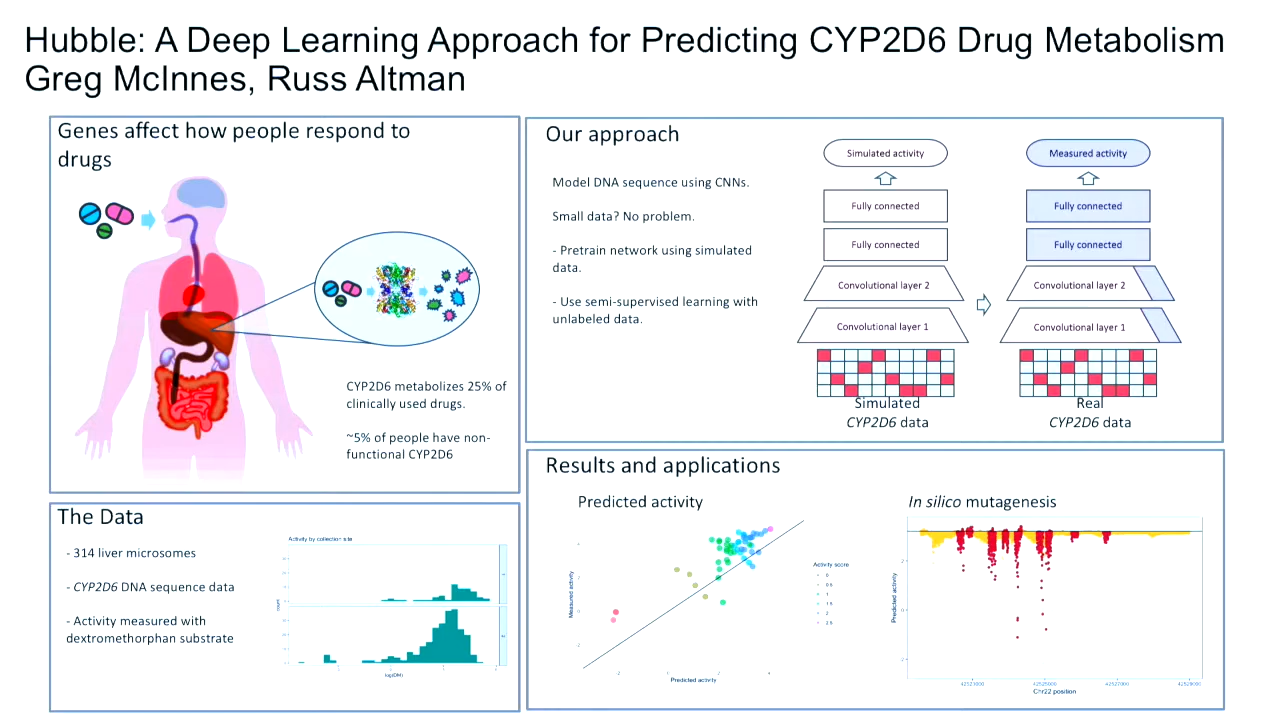 Hubble: A Deep Learning Approach for Predicting CYP2D6 Drug Metabolism
Greg McInnes, Russ Altman
Genes affect how people respond to
drugs
CYP2D6 metabolizes 25% of
clinically used drugs.
~5% of people have non-
functional CYP2D6
The Data
- 314 liver microsomes
- CYP2D6 DNA sequence data
- Activity measured with
dextromethorphan substrate
Activity by collection site
count
log(DM)
Our approach
Model DNA sequence using CNNs.
Small data? No problem.
- Pretrain network using simulated
data.
- Use semi-supervised learning with
unlabeled data.
Simulated activity
Fully connected
Fully connected
Convolutional layer 2
Convolutional layer 1
Simulated
CYP2D6 data
Measured activity
Fully connected
Fully connected
Convolutional layer 2
Convolutional layer 1
Real
CYP2D6 data
Results and applications
Predicted activity
Measured activity
Predicted activity
Activity score
0
0.5
1
1.5
2
2.5
In silico mutagenesis
Predicted activity
42521000
42525000
42527000
Chr22 position